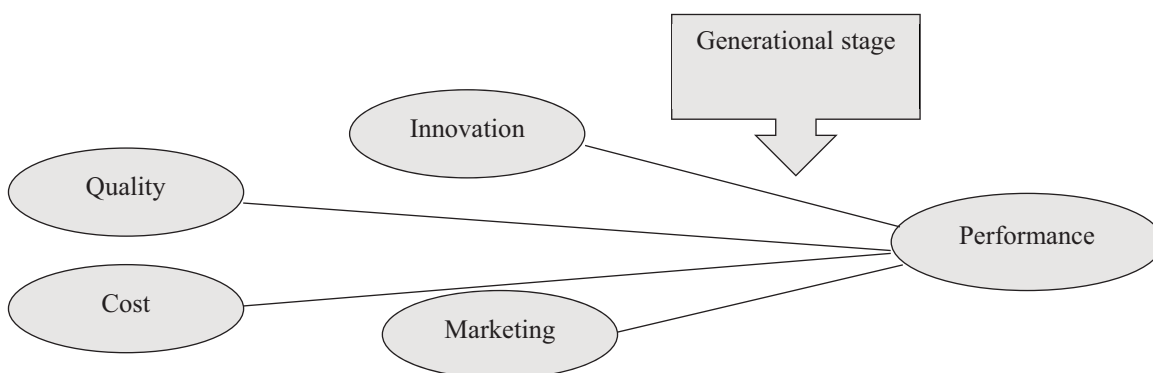 Generational stage
Innovation
Quality
Performance
Cost
Marketing